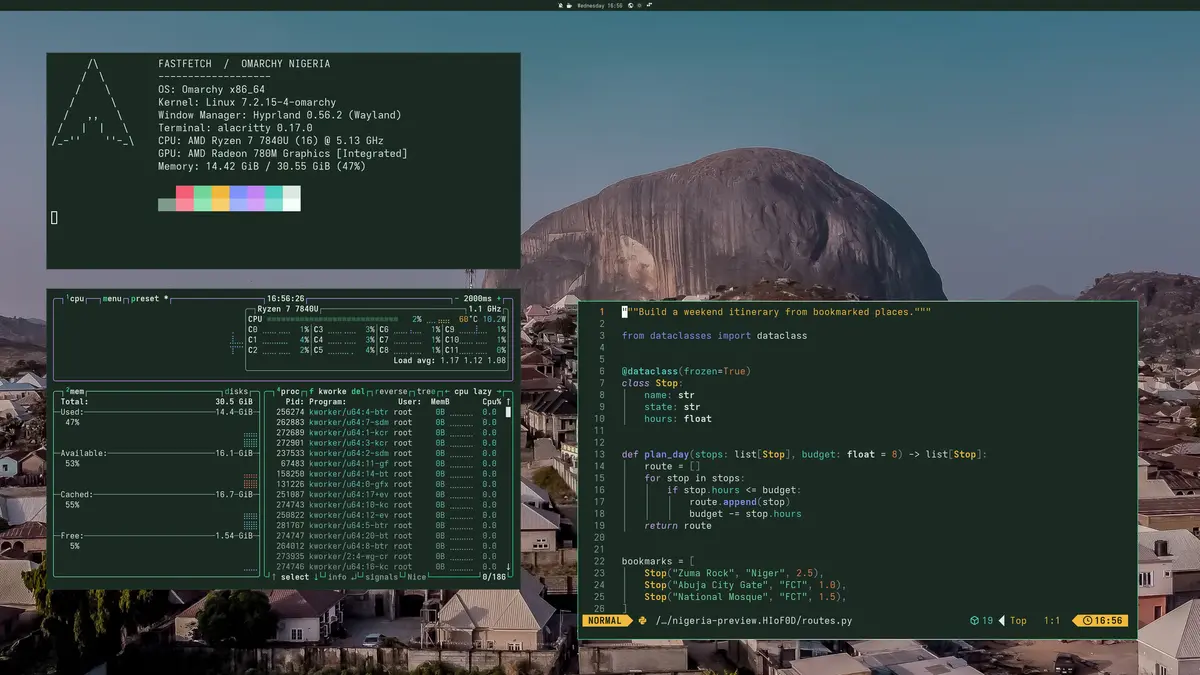 Wednesday 16:56
FASTFETCH / OMARCHY NIGERIA
-------------------
OS: Omarchy x86_64
Kernel: Linux 7.2.15-4-omarchy
Window Manager: Hyprland 0.56.2 (Wayland)
Terminal: alacritty 0.17.0
CPU: AMD Ryzen 7 7840U (16) @ 5.13 GHz
GPU: AMD Radeon 780M Graphics [Integrated]
Memory: 14.42 GiB / 30.55 GiB (47%)
¹cpu menu preset * 16:56:26 - 2000ms +
Ryzen 7 7840U 1.1 GHz
CPU 2% 60°C 10.2W
C0 1% C3 3% C6 1% C9 1%
C1 4% C4 3% C7 1% C10 1%
C2 2% C5 4% C8 1% C11 0%
Load avg: 1.17 1.12 1.08
²mem disks
Total: 30.5 GiB
Used: 14.4 GiB
47%
Available: 16.1 GiB
53%
Cached: 16.7 GiB
55%
Free: 1.54 GiB
5%
⁴proc f kworke del reverse tree ← cpu lazy →
Pid: Program: User: MemB Cpu% ↑
256274 kworker/u64:4-btr root 0B 0.0
262883 kworker/u64:7-sdm root 0B 0.0
272689 kworker/u64:1-kcr root 0B 0.0
272901 kworker/u64:3-kcr root 0B 0.0
237533 kworker/u64:2-sdm root 0B 0.0
67483 kworker/u64:11-gf root 0B 0.0
158250 kworker/u64:14-bt root 0B 0.0
131226 kworker/u64:0-gfx root 0B 0.0
251087 kworker/u64:17+ev root 0B 0.0
274743 kworker/u64:10-kc root 0B 0.0
250822 kworker/u64:12-ev root 0B 0.0
281767 kworker/u64:5-btr root 0B 0.0
274747 kworker/u64:20-bt root 0B 0.0
264012 kworker/u64:8-btr root 0B 0.0
273935 kworker/2:4-wg-cr root 0B 0.0
274746 kworker/u64:16-kc root 0B 0.0
↑ select ↓ info ↵ signals Nice 0/186
1 """Build a weekend itinerary from bookmarked places."""
2
3 from dataclasses import dataclass
4
5
6 @dataclass(frozen=True)
7 class Stop:
8 name: str
9 state: str
10 hours: float
11
12
13 def plan_day(stops: list[Stop], budget: float = 8) -> list[Stop]:
14 route = []
15 for stop in stops:
16 if stop.hours <= budget:
17 route.append(stop)
18 budget -= stop.hours
19 return route
20
21
22 bookmarks = [
23 Stop("Zuma Rock", "Niger", 2.5),
24 Stop("Abuja City Gate", "FCT", 1.0),
25 Stop("National Mosque", "FCT", 1.5),
26 ]
NORMAL /…/nigeria-preview.HIoF0D/routes.py 19 Top 1:1 16:56